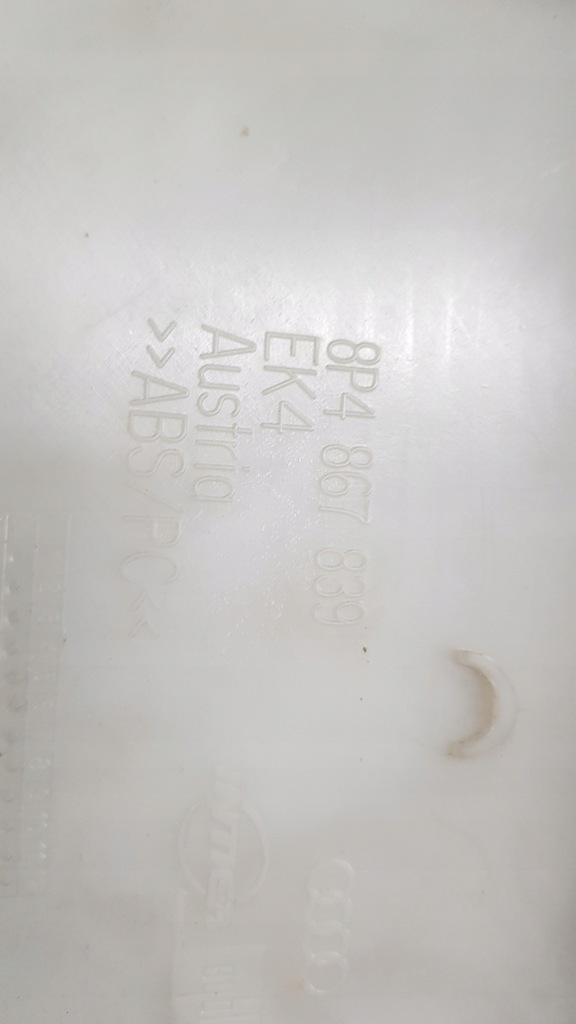 8P4 867 839
EK4
Austria
>>ABS/PC<<